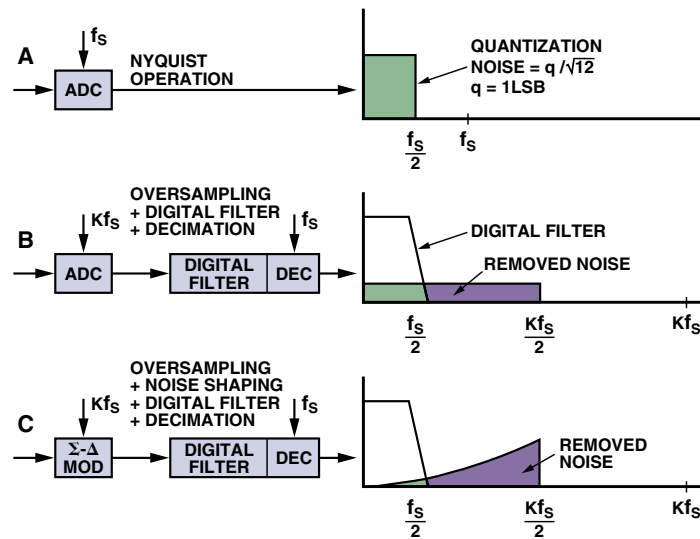 A
fS
ADC
NYQUIST
OPERATION
QUANTIZATION
NOISE = q /√12
q = 1LSB
fS
2
fS
B
KfS
OVERSAMPLING
+ DIGITAL FILTER
+ DECIMATION
fS
ADC
DIGITAL
FILTER
DEC
DIGITAL FILTER
REMOVED NOISE
fS
2
KfS
2
KfS
C
KfS
OVERSAMPLING
+ NOISE SHAPING
+ DIGITAL FILTER
+ DECIMATION
fS
Σ-Δ
MOD
DIGITAL
FILTER
DEC
REMOVED
NOISE
fS
2
KfS
2
KfS